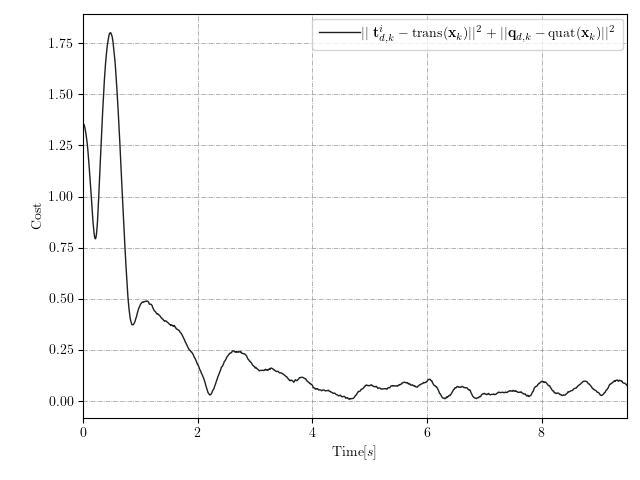 || t^i_{d,k} − trans(x_k)||^2 + ||q_{d,k} − quat(x_k)||^2
1.75
1.50
1.25
1.00
0.75
0.50
0.25
0.00
Cost
0 2 4 6 8
Time[s]